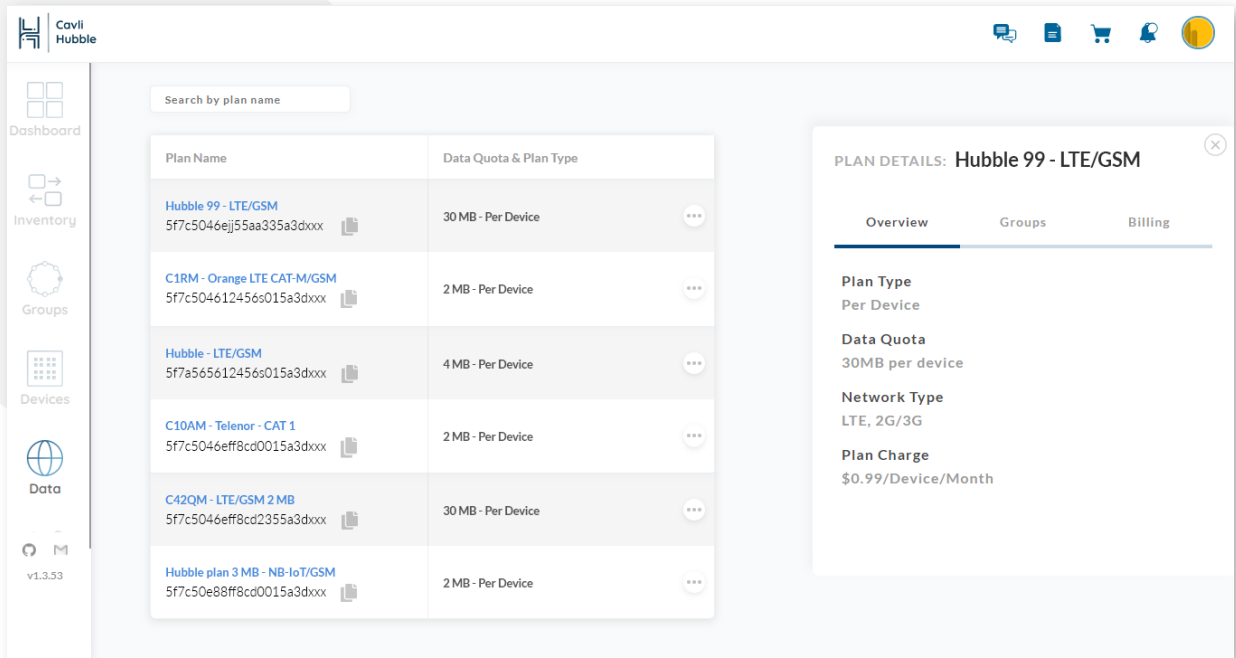 Cavli
Hubble
Dashboard
Inventory
Groups
Devices
Data
v1.3.53
Search by plan name
Plan Name
Data Quota & Plan Type
Hubble 99 - LTE/GSM
5f7c5046ejj55aa335a3dxxx
30 MB - Per Device
C1RM - Orange LTE CAT-M/GSM
5f7c504612456s015a3dxxx
2 MB - Per Device
Hubble - LTE/GSM
5f7a565612456s015a3dxxx
4 MB - Per Device
C10AM - Telenor - CAT 1
5f7c5046eff8cd0015a3dxxx
2 MB - Per Device
C42QM - LTE/GSM 2 MB
5f7c5046eff8cd2355a3dxxx
30 MB - Per Device
Hubble plan 3 MB - NB-IoT/GSM
5f7c50e88ff8cd0015a3dxxx
2 MB - Per Device
PLAN DETAILS: Hubble 99 - LTE/GSM
Overview
Groups
Billing
Plan Type
Per Device
Data Quota
30MB per device
Network Type
LTE, 2G/3G
Plan Charge
$0.99/Device/Month